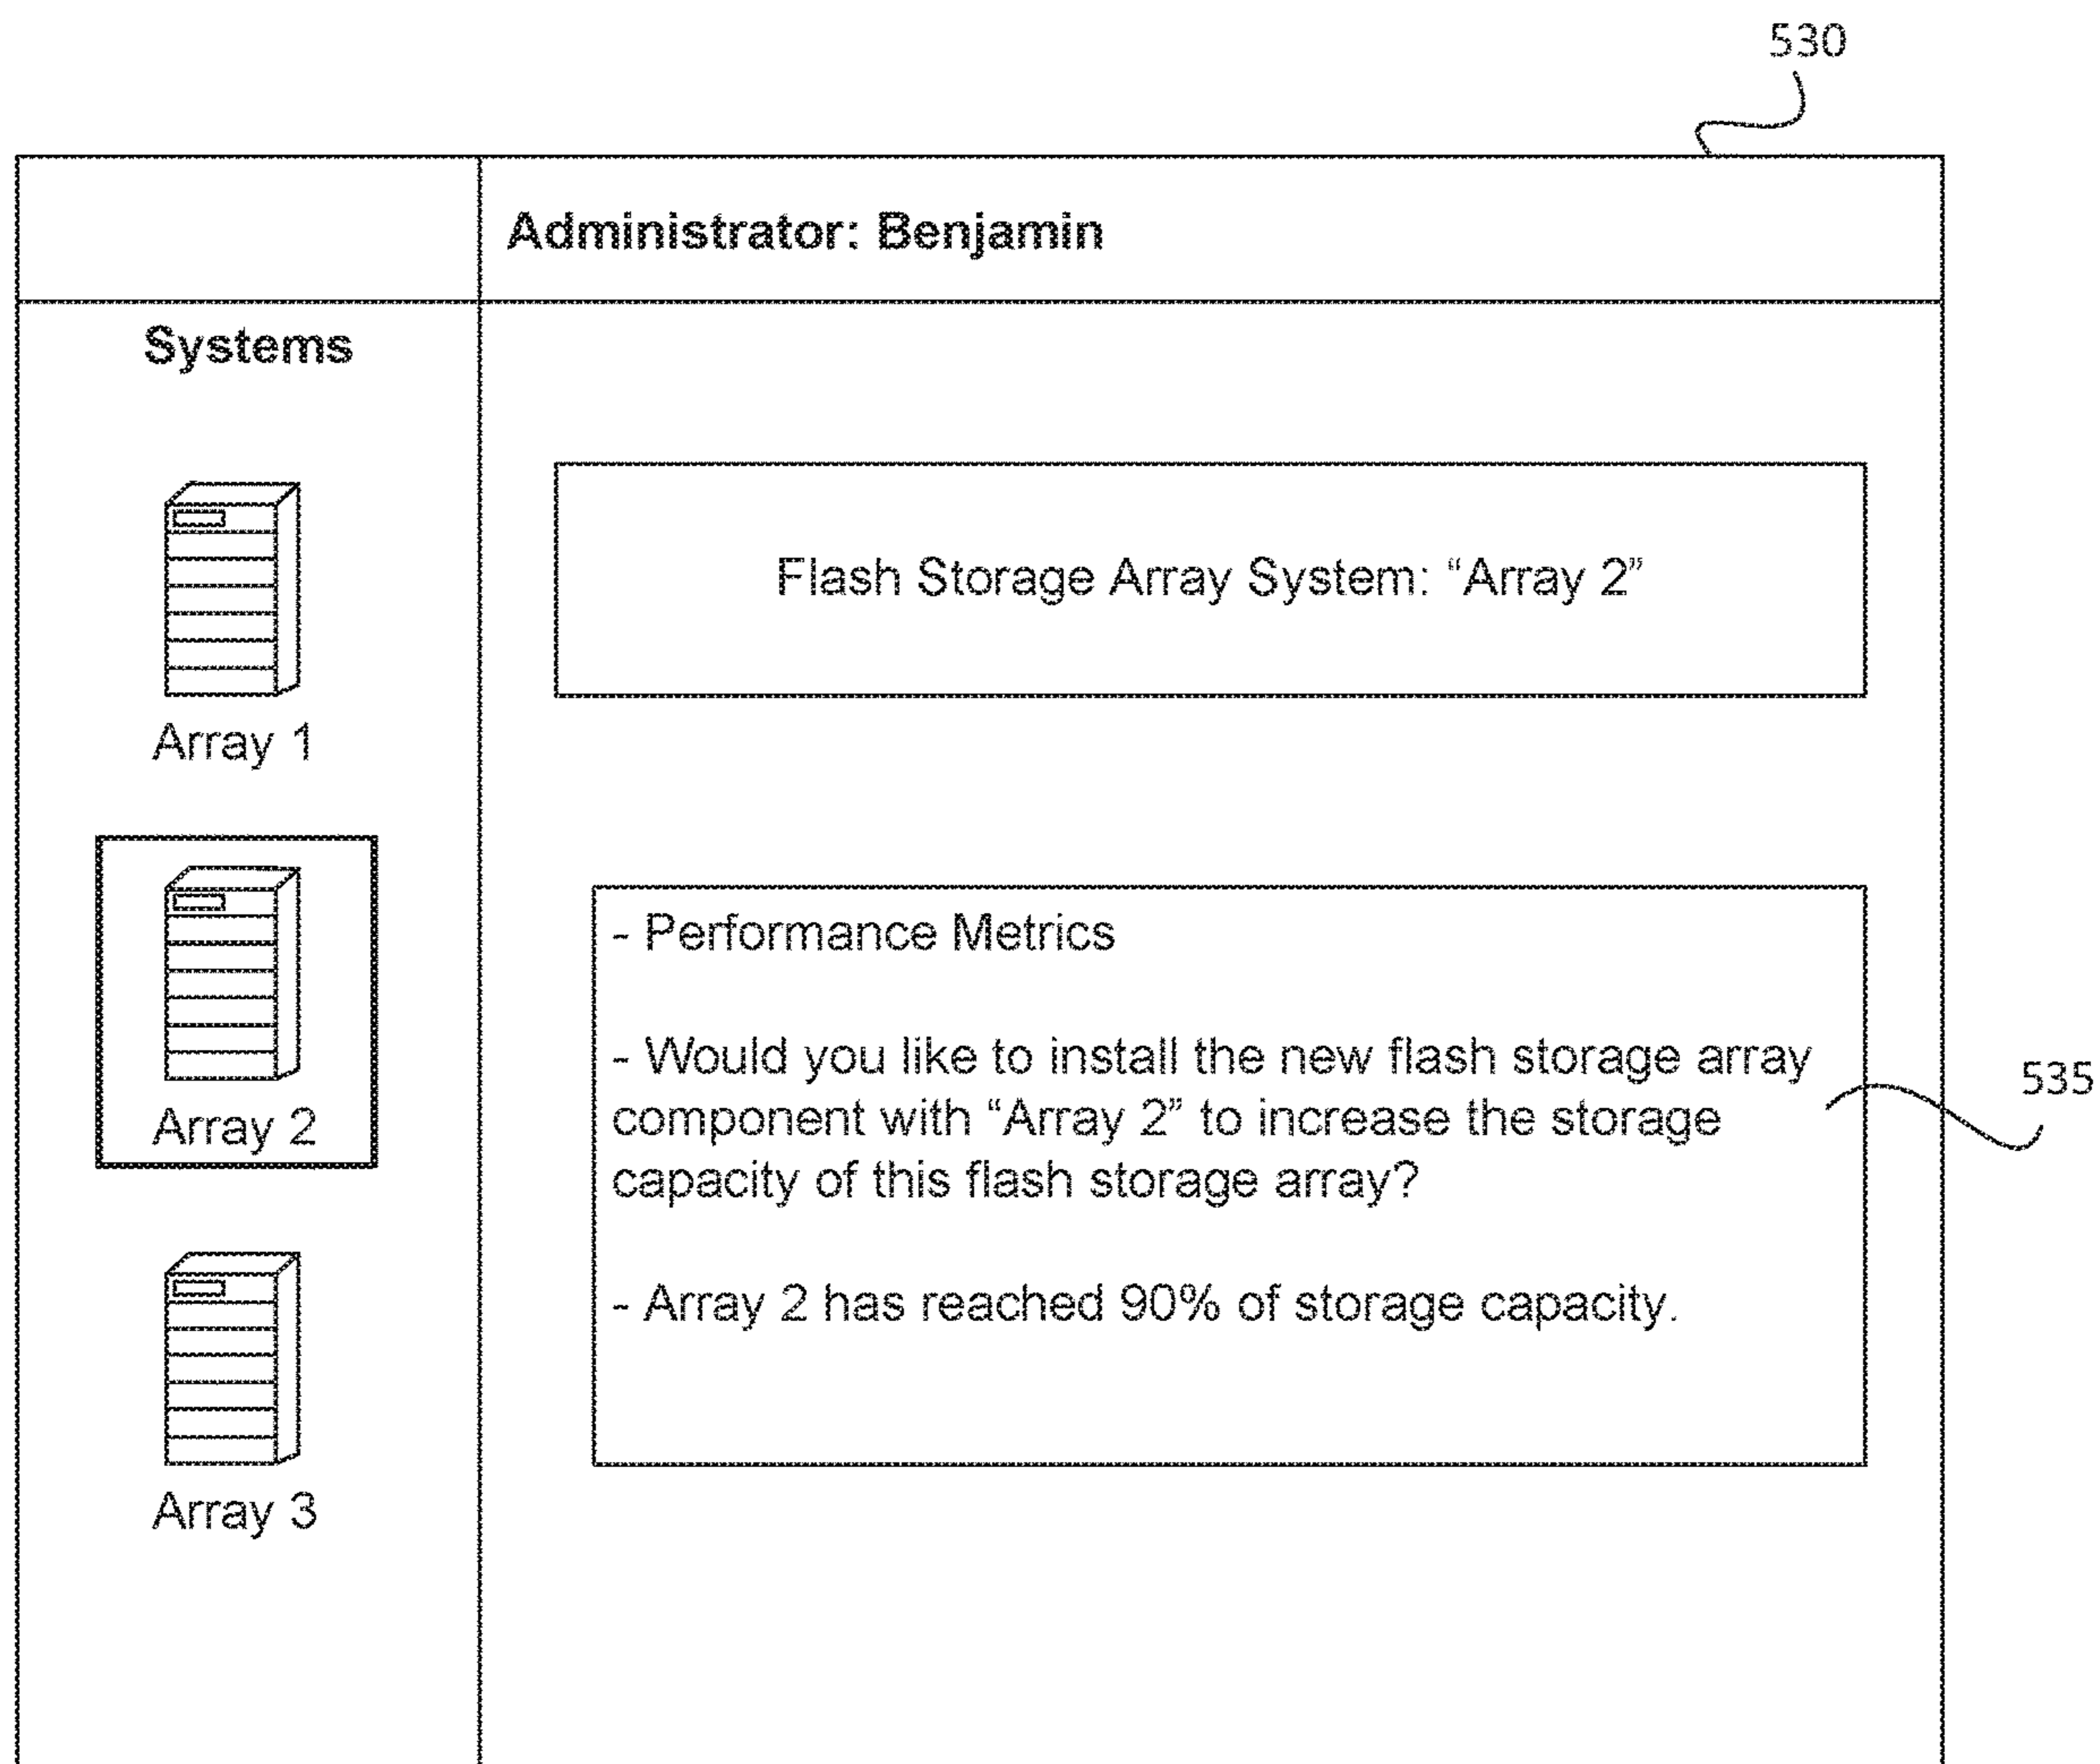 530
Administrator: Benjamin
Systems
Flash Storage Array System: “Array 2”
Array 1
Array 2
Array 3
- Performance Metrics
- Would you like to install the new flash storage array
component with “Array 2” to increase the storage
capacity of this flash storage array?
- Array 2 has reached 90% of storage capacity.
535